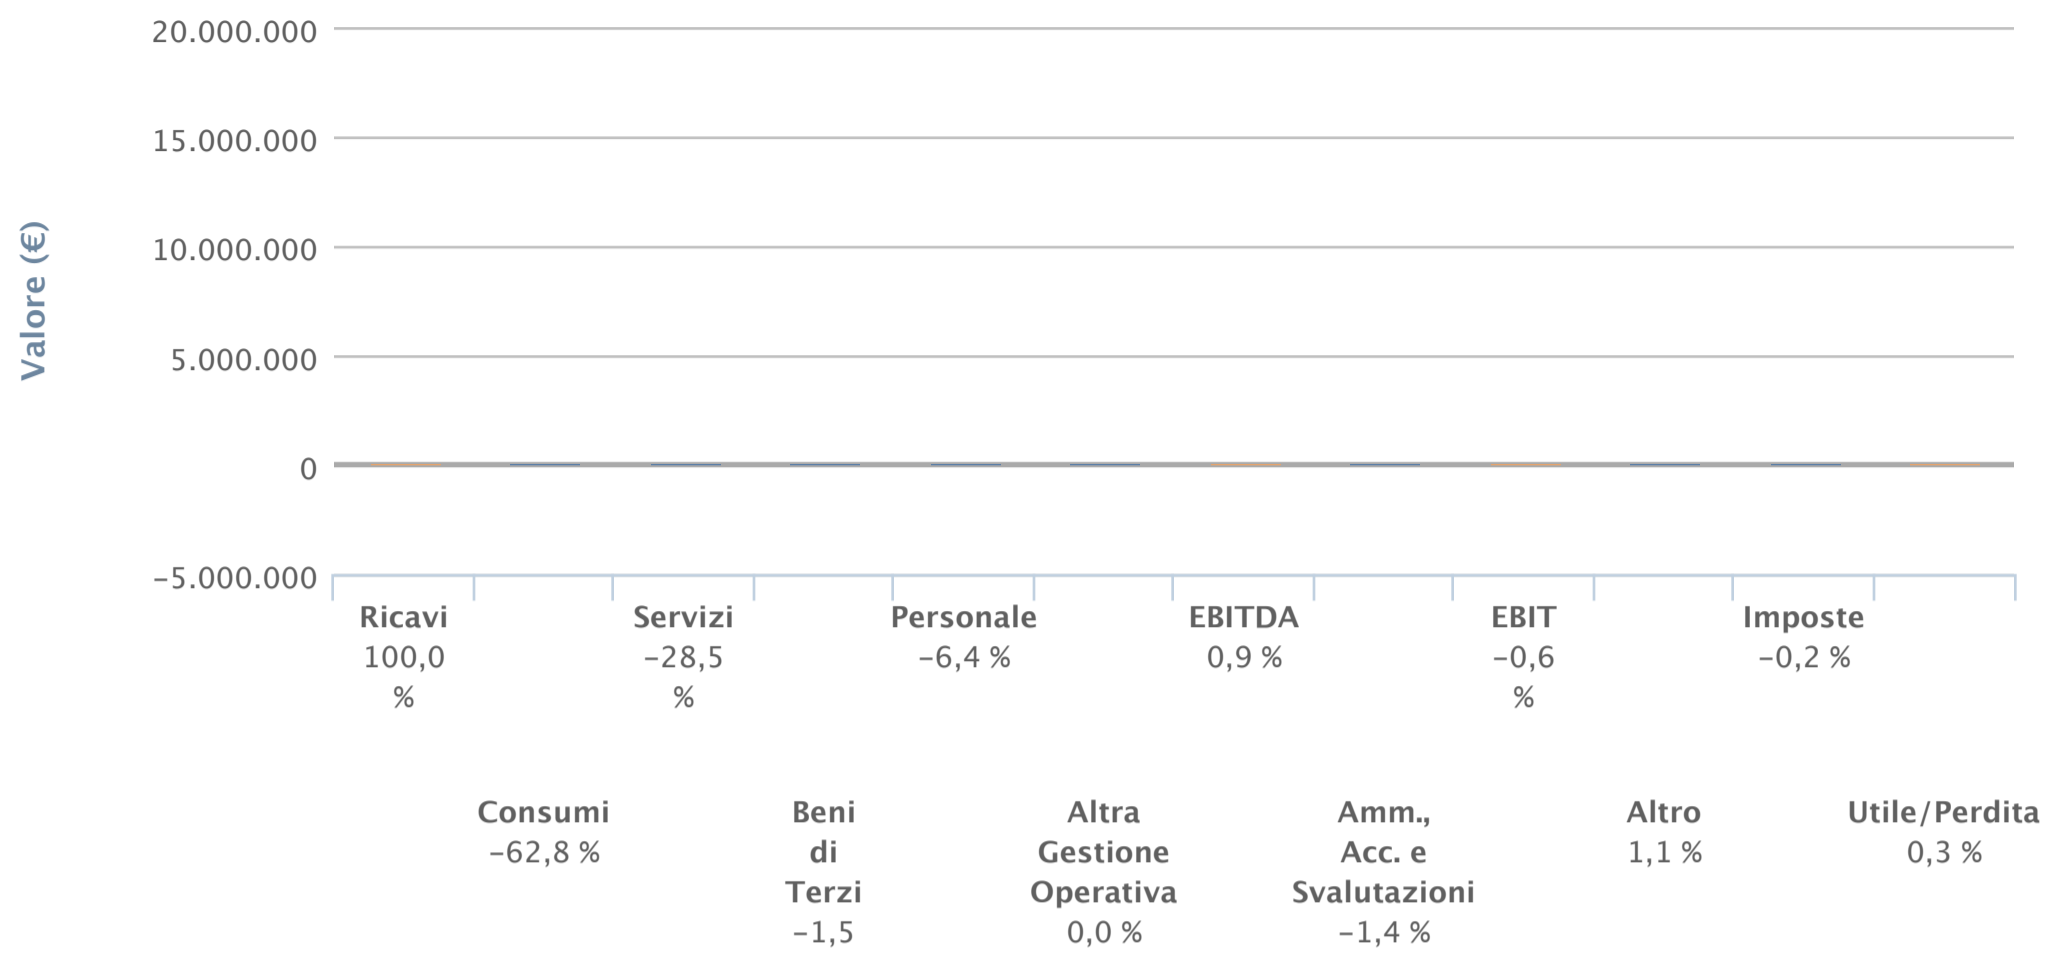 20.000.000
15.000.000
10.000.000
5.000.000
0
-5.000.000
Valore (€)
Ricavi
100,0
%
Consumi
-62,8 %
Servizi
-28,5
%
Beni
di
Terzi
-1,5
Personale
-6,4 %
Altra
Gestione
Operativa
0,0 %
EBITDA
0,9 %
Amm.,
Acc. e
Svalutazioni
-1,4 %
EBIT
-0,6
%
Altro
1,1 %
Imposte
-0,2 %
Utile/Perdita
0,3 %